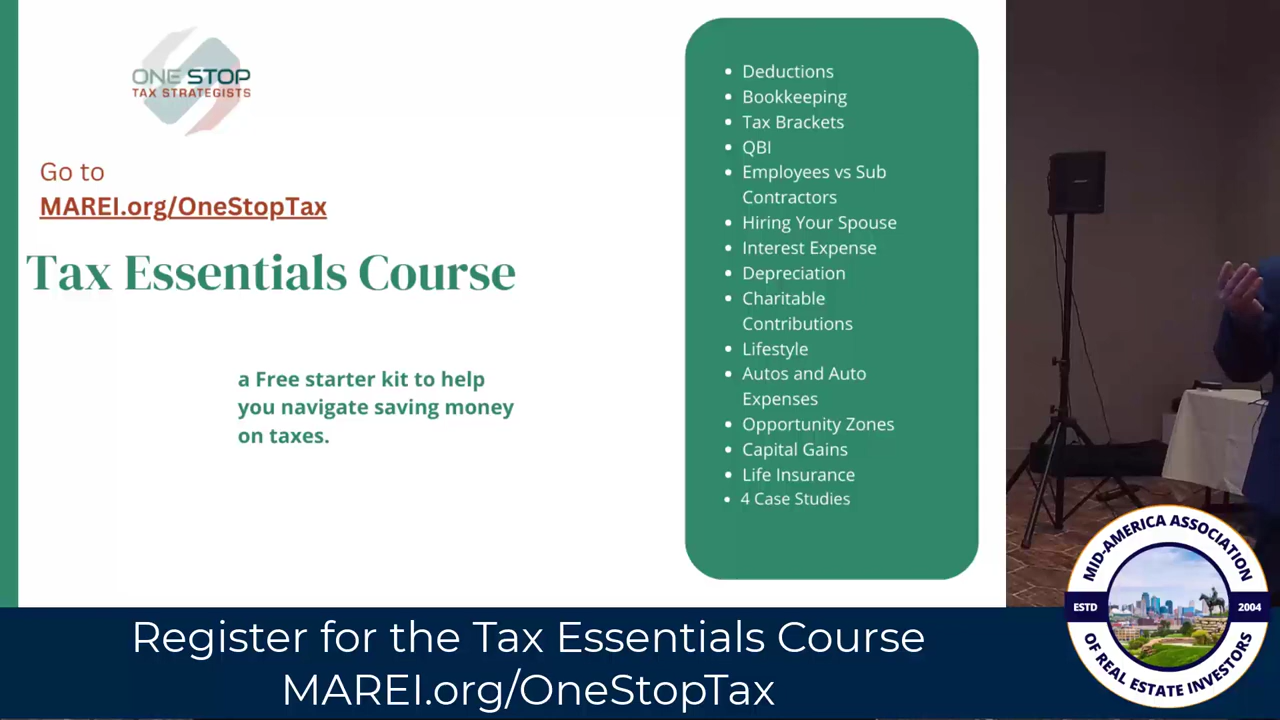 ONE STOP
TAX STRATEGISTS
Go to
MAREI.org/OneStopTax
Tax Essentials Course
a Free starter kit to help
you navigate saving money
on taxes.
• Deductions
• Bookkeeping
• Tax Brackets
• QBI
• Employees vs Sub
Contractors
• Hiring Your Spouse
• Interest Expense
• Depreciation
• Charitable
Contributions
• Lifestyle
• Autos and Auto
Expenses
• Opportunity Zones
• Capital Gains
• Life Insurance
• 4 Case Studies
Register for the Tax Essentials Course
MAREI.org/OneStopTax
MID-AMERICA ASSOCIATION
ESTD 2004
OF REAL ESTATE INVESTORS